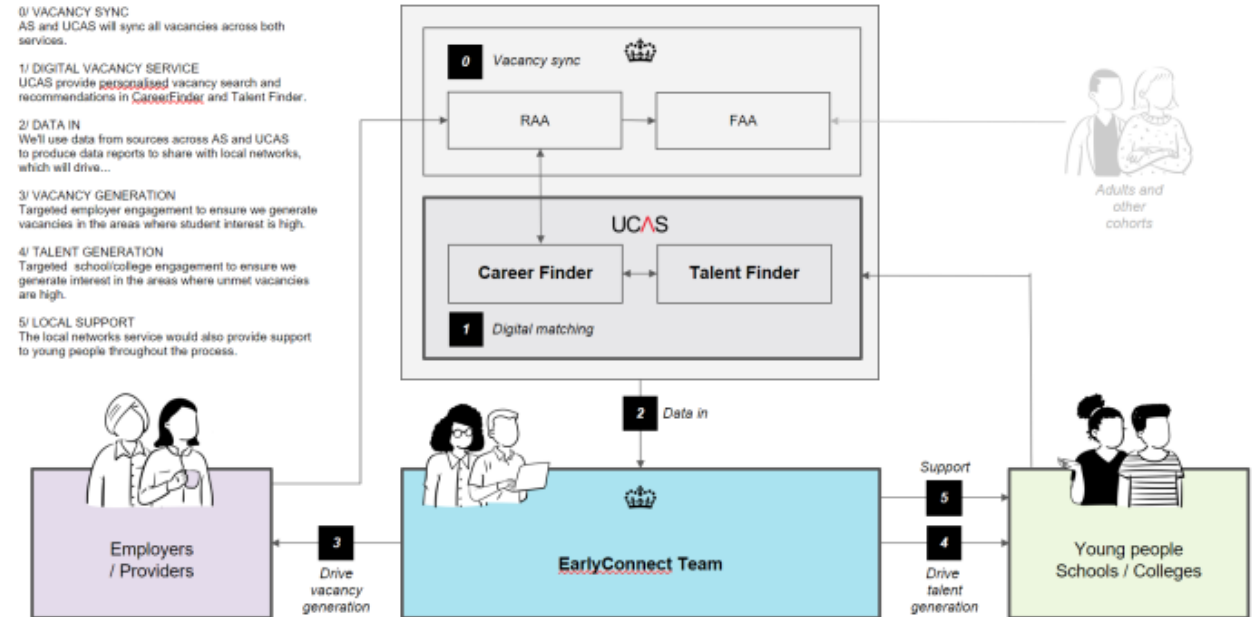 0/ VACANCY SYNC
AS and UCAS will sync all vacancies across both
services.
1/ DIGITAL VACANCY SERVICE
UCAS provide personalised vacancy search and
recommendations in CareerFinder and Talent Finder.
2/ DATA IN
We'll use data from sources across AS and UCAS
to produce data reports to share with local networks,
which will drive...
3/ VACANCY GENERATION
Targeted employer engagement to ensure we generate
vacancies in the areas where student interest is high.
4/ TALENT GENERATION
Targeted school/college engagement to ensure we
generate interest in the areas where unmet vacancies
are high.
5/ LOCAL SUPPORT
The local networks service would also provide support
to young people throughout the process.
0 Vacancy sync
RAA
FAA
Adults and
other
cohorts
UCAS
Career Finder
Talent Finder
1 Digital matching
2 Data in
Employers
/ Providers
3
Drive
vacancy
generation
EarlyConnect Team
Support
5
4
Drive
talent
generation
Young people
Schools / Colleges